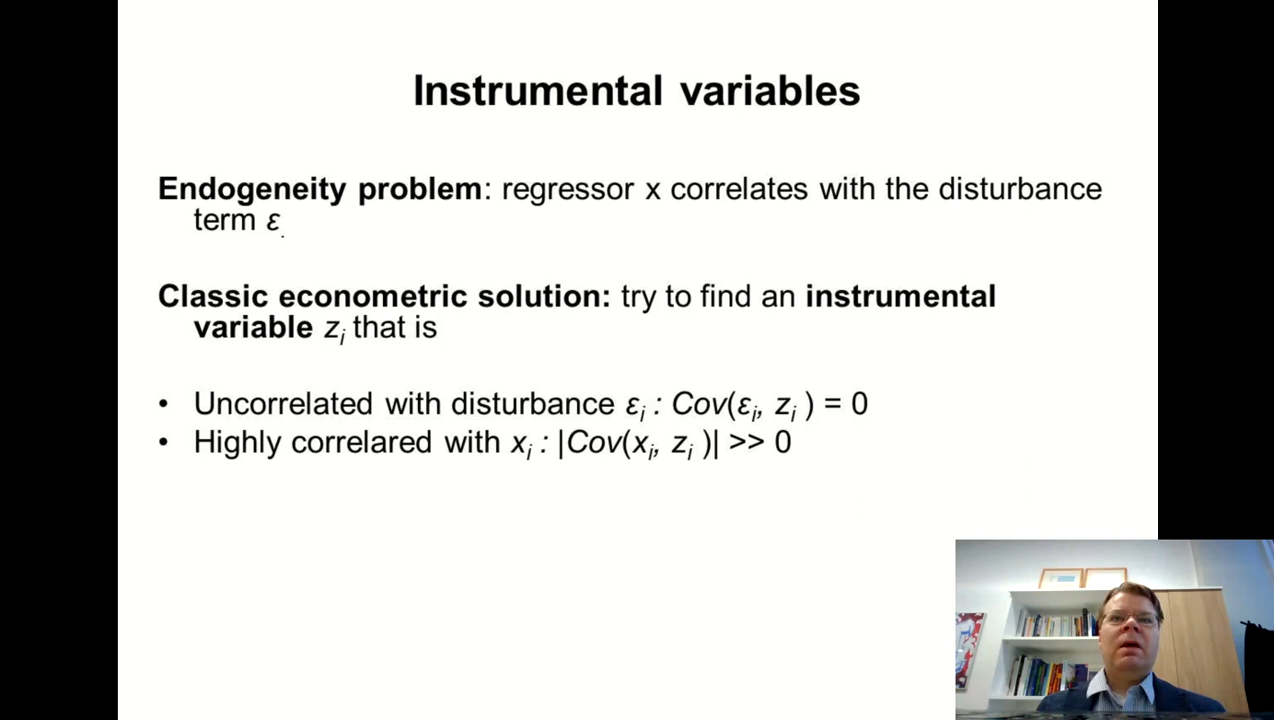 Instrumental variables
Endogeneity problem: regressor x correlates with the disturbance
term ε.
Classic econometric solution: try to find an instrumental
variable zi that is
• Uncorrelated with disturbance εi : Cov(εi, zi ) = 0
• Highly correlared with xi : |Cov(xi, zi )| >> 0